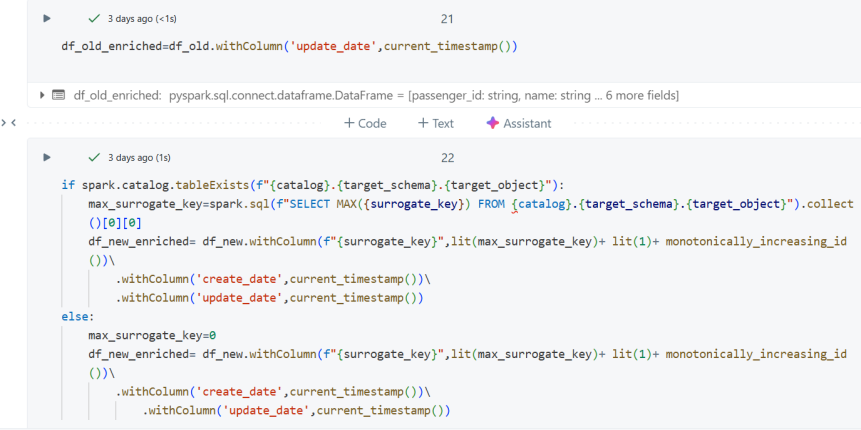 3 days ago (<1s)
21
df_old_enriched=df_old.withColumn('update_date',current_timestamp())
df_old_enriched: pyspark.sql.connect.dataframe.DataFrame = [passenger_id: string, name: string ... 6 more fields]
+ Code + Text Assistant
3 days ago (1s)
22
if spark.catalog.tableExists(f"{catalog}.{target_schema}.{target_object}"):
    max_surrogate_key=spark.sql(f"SELECT MAX({surrogate_key}) FROM {catalog}.{target_schema}.{target_object}").collect
    ()[0][0]
    df_new_enriched= df_new.withColumn(f"{surrogate_key}",lit(max_surrogate_key)+ lit(1)+ monotonically_increasing_id
    ())\
        .withColumn('create_date',current_timestamp())\
        .withColumn('update_date',current_timestamp())
else:
    max_surrogate_key=0
    df_new_enriched= df_new.withColumn(f"{surrogate_key}",lit(max_surrogate_key)+ lit(1)+ monotonically_increasing_id
    ())\
        .withColumn('create_date',current_timestamp())\
            .withColumn('update_date',current_timestamp())